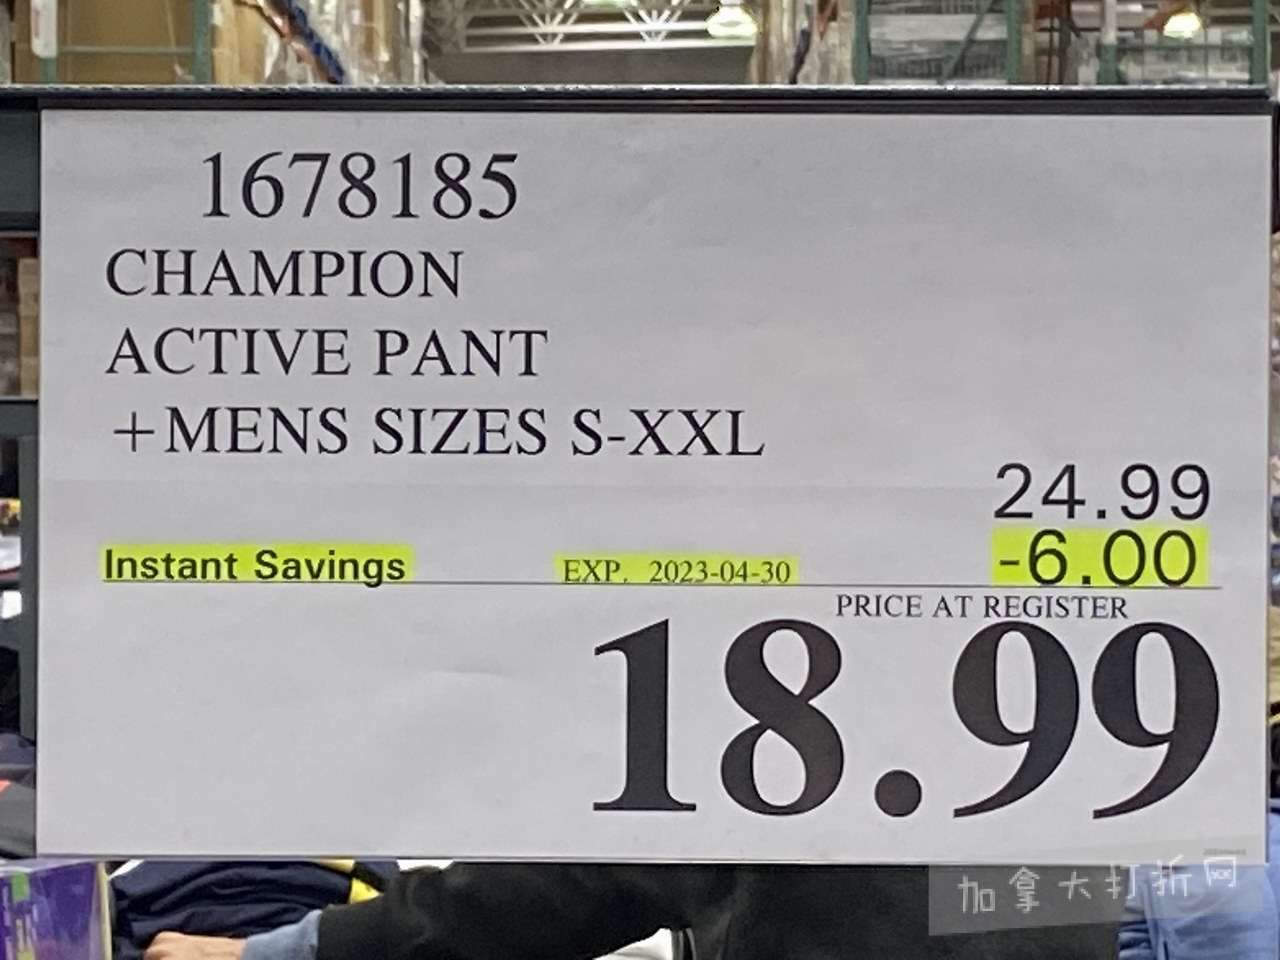 1678185
CHAMPION
ACTIVE PANT
+MENS SIZES S-XXL
24.99
Instant Savings EXP. 2023-04-30 -6.00
PRICE AT REGISTER
18.99
加拿大打折网